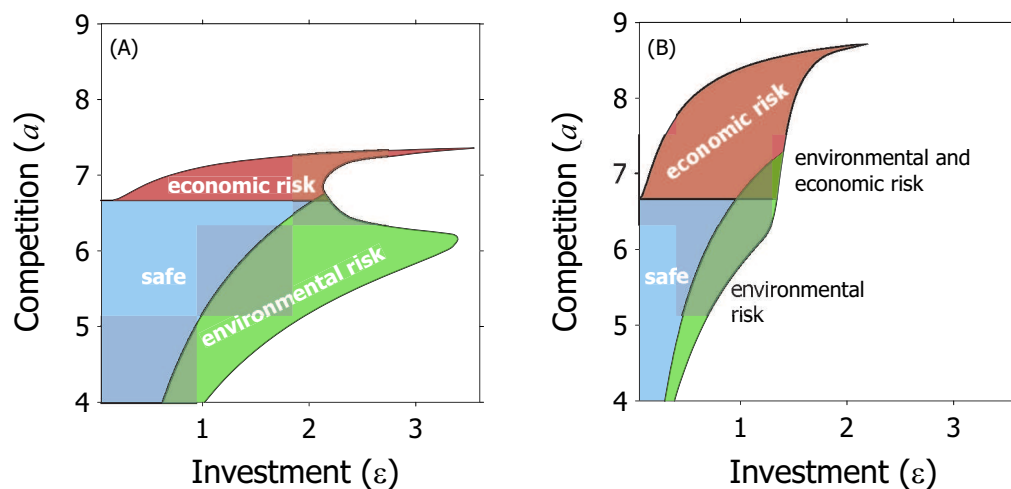 (A)
9
8
7
6
5
4
Competition (a)
economic risk
safe
environmental risk
1
2
3
Investment (ε)
(B)
9
8
7
6
5
4
Competition (a)
economic risk
environmental and
economic risk
safe
environmental
risk
1
2
3
Investment (ε)